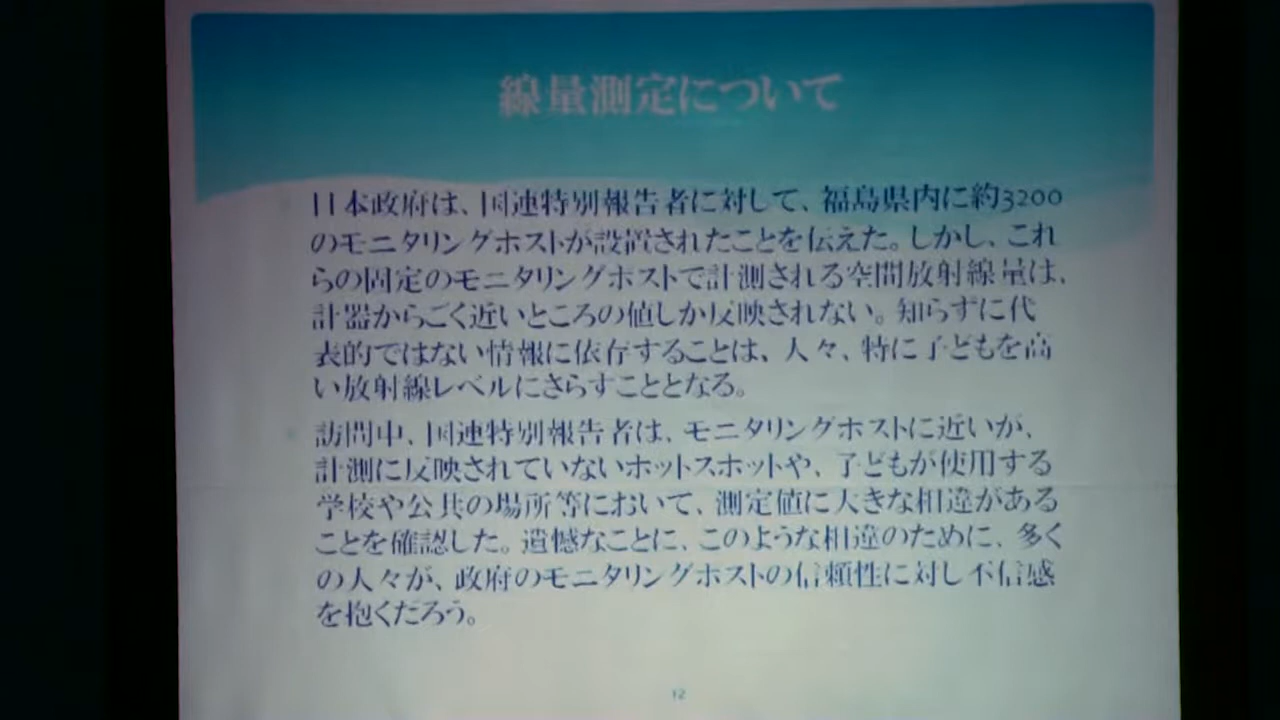 線量測定について
日本政府は、国連特別報告者に対して、福島県内に約3200
のモニタリングポストが設置されたことを伝えた。しかし、これ
らの固定のモニタリングポストで計測される空間放射線量は、
計器からごく近いところの値しか反映されない。知らずに代
表的ではない情報に依存することは、人々、特に子どもを高
い放射線レベルにさらすこととなる。
訪問中、国連特別報告者は、モニタリングポストに近いが、
計測に反映されていないホットスポットや、子どもが使用する
学校や公共の場所等において、測定値に大きな相違がある
ことを確認した。遺憾なことに、このような相違のために、多く
の人々が、政府のモニタリングポストの信頼性に対し不信感
を抱くだろう。
12